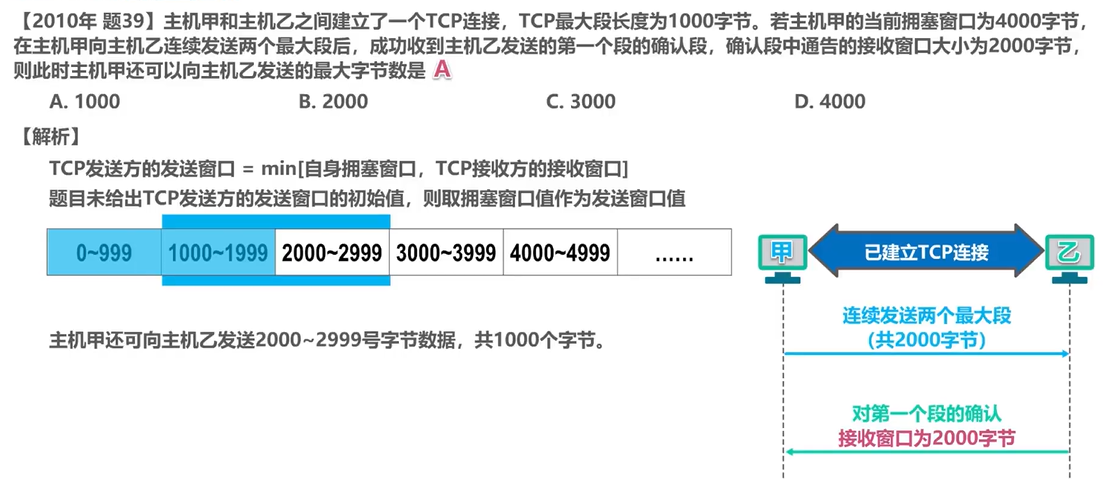 【2010年 题39】主机甲和主机乙之间建立了一个TCP连接，TCP最大段长度为1000字节。若主机甲的当前拥塞窗口为4000字节，
在主机甲向主机乙连续发送两个最大段后，成功收到主机乙发送的第一个段的确认段，确认段中通告的接收窗口大小为2000字节，
则此时主机甲还可以向主机乙发送的最大字节数是 A
A. 1000 B. 2000 C. 3000 D. 4000
【解析】
TCP发送方的发送窗口 = min[自身拥塞窗口，TCP接收方的接收窗口]
题目未给出TCP发送方的发送窗口的初始值，则取拥塞窗口值作为发送窗口值
0~999 1000~1999 2000~2999 3000~3999 4000~4999 ……
甲 已建立TCP连接 乙
连续发送两个最大段
（共2000字节）
主机甲还可向主机乙发送2000~2999号字节数据，共1000个字节。
对第一个段的确认
接收窗口为2000字节